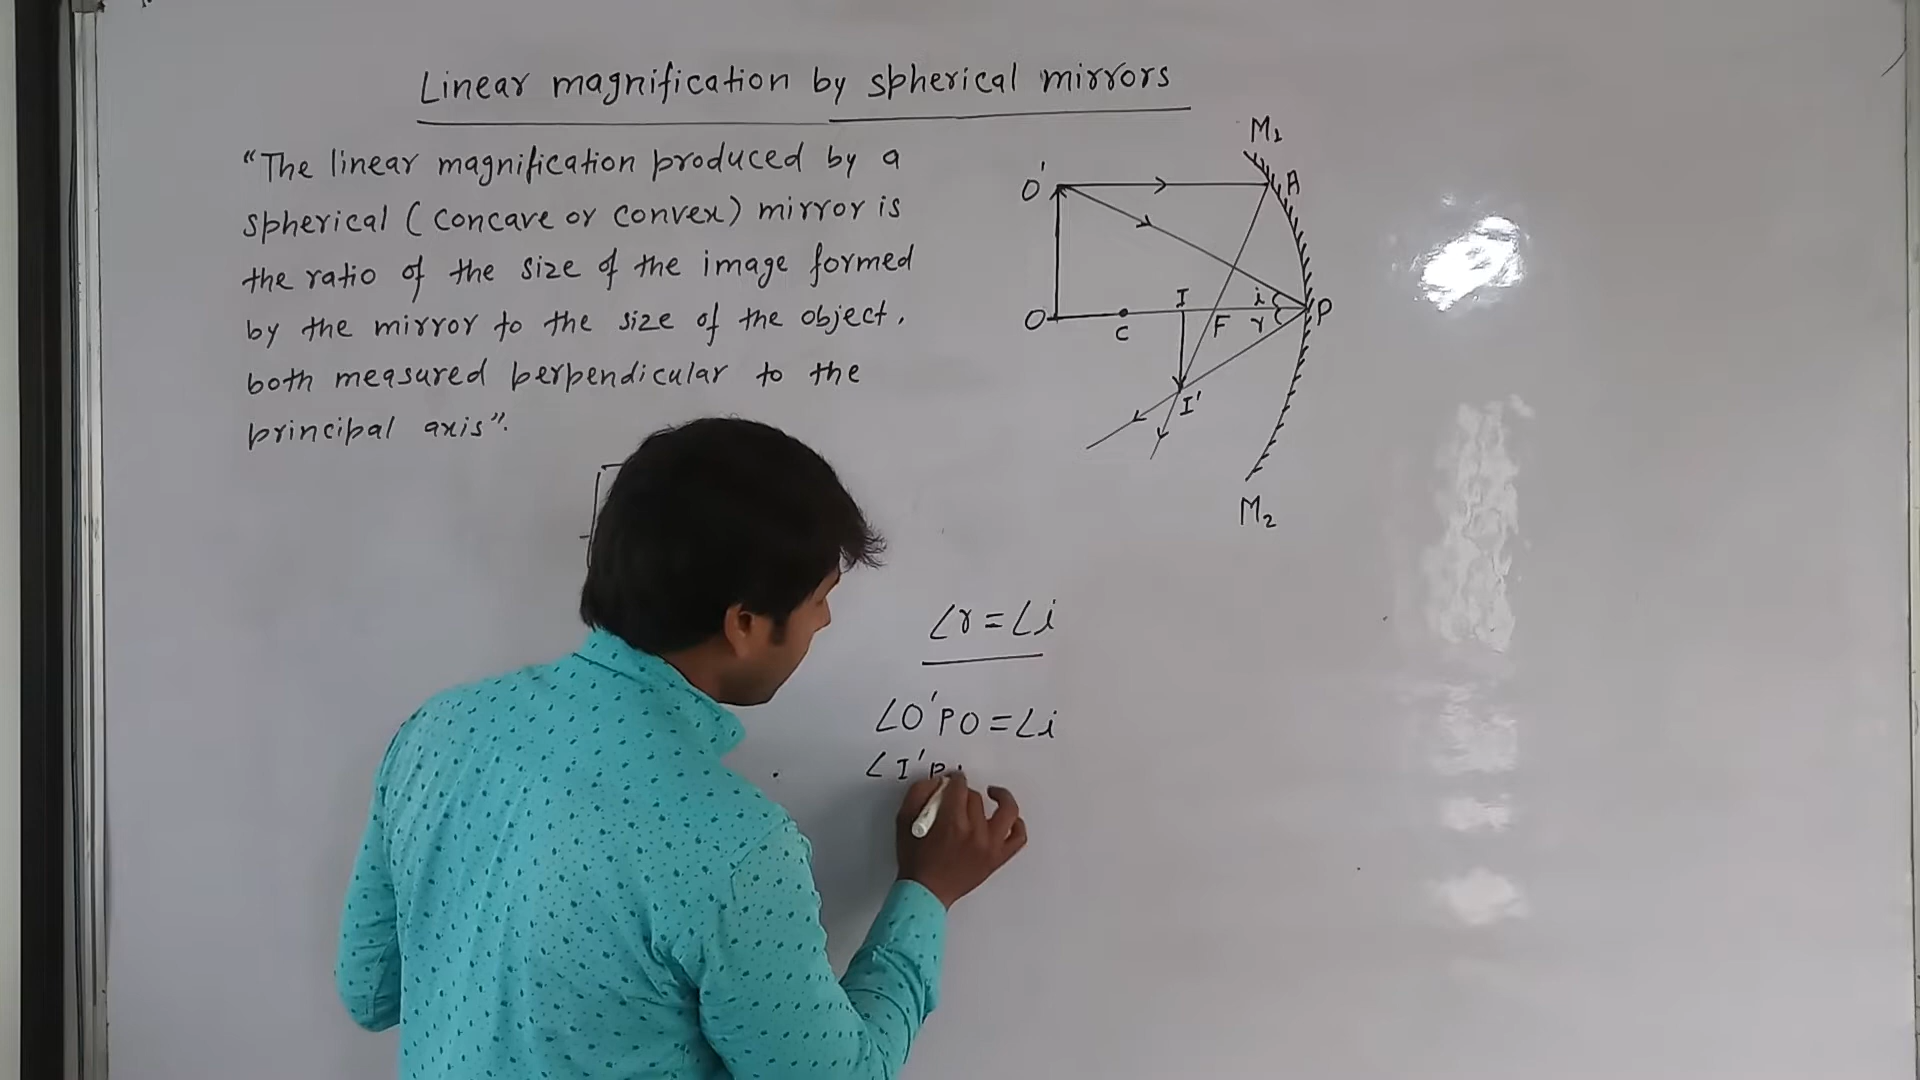 Linear magnification by spherical mirrors
"The linear magnification produced by a
spherical (concave or convex) mirror is
the ratio of the size of the image formed
by the mirror to the size of the object,
both measured perpendicular to the
principal axis".
M₁
O'
A
I
i
P
O
C
F
r
I'
M₂
∠r = ∠i
∠O'PO = ∠i
∠I'P